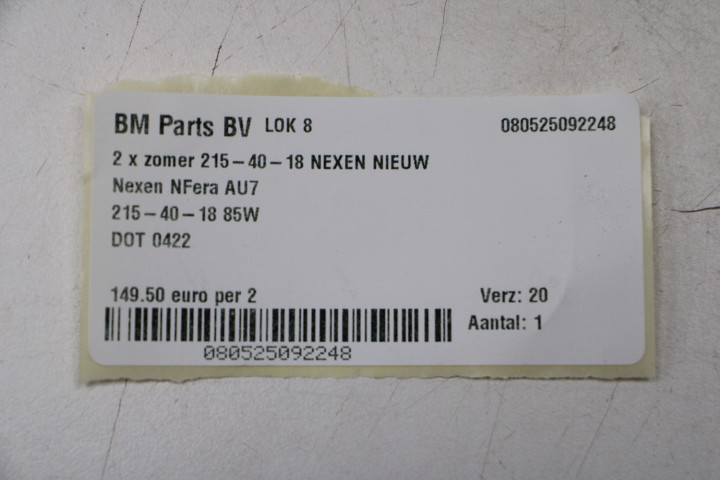 BM Parts BV LOK 8 080525092248
2 x zomer 215-40-18 NEXEN NIEUW
Nexen NFera AU7
215-40-18 85W
DOT 0422
149.50 euro per 2 Verz: 20
Aantal: 1
080525092248